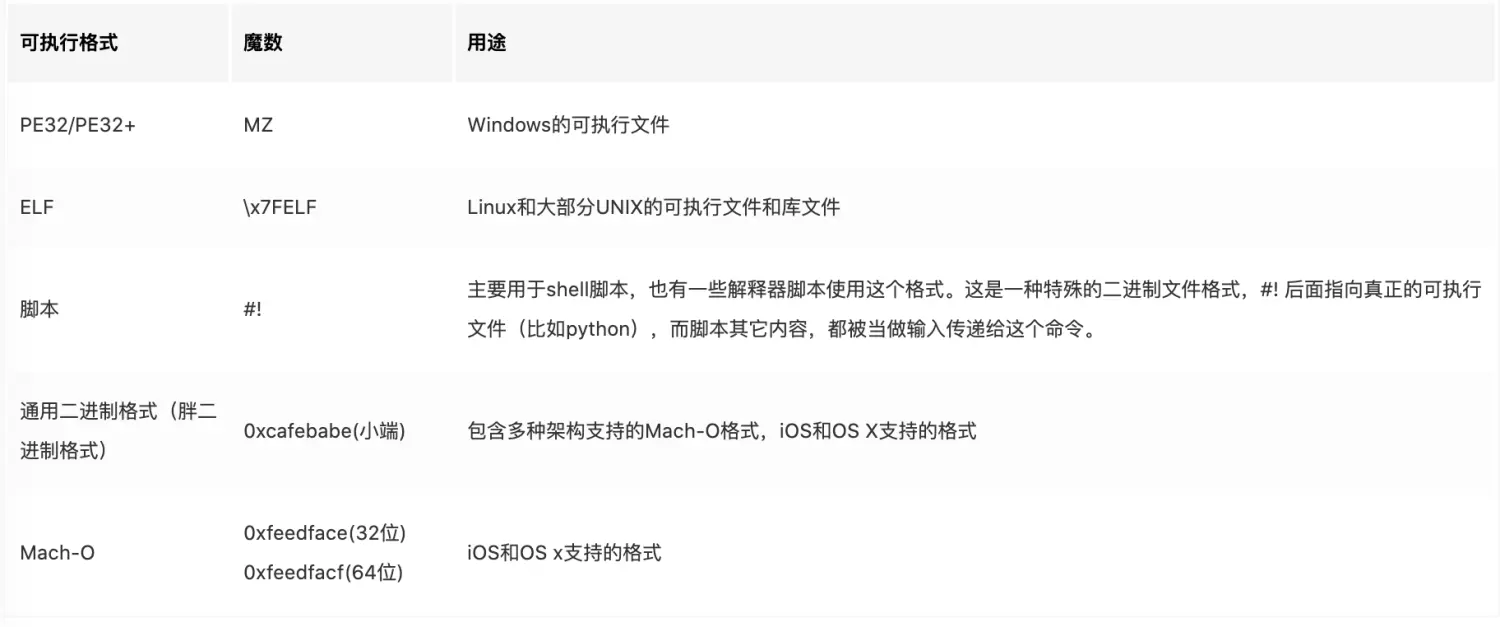 可执行格式 魔数 用途
PE32/PE32+ MZ Windows的可执行文件
ELF \x7FELF Linux和大部分UNIX的可执行文件和库文件
脚本 #! 主要用于shell脚本，也有一些解释器脚本使用这个格式。这是一种特殊的二进制文件格式，#! 后面指向真正的可执行
文件（比如python），而脚本其它内容，都被当做输入传递给这个命令。
通用二进制格式（胖二
进制格式） 0xcafebabe(小端) 包含多种架构支持的Mach-O格式，iOS和OS X支持的格式
Mach-O 0xfeedface(32位)
0xfeedfacf(64位) iOS和OS x支持的格式